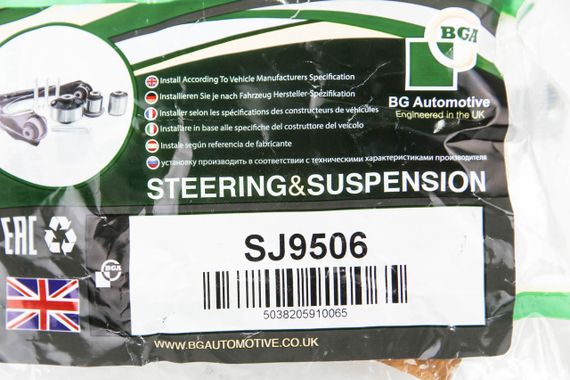 BGA
BG Automotive
Engineered in the UK
Install According To Vehicle Manufacturers Specification
Installieren Sie je nach Fahrzeug Hersteller-Spezifikation
Installer selon les spécifications des constructeurs de véhicules
Installare in base alle specifiche del costruttore del veicolo
Instale según referencia de fabricante
установку производить в соответствии с техническими характеристиками производителя
STEERING&SUSPENSION
EAC
BGA
SJ9506
5038205910065
WWW.BGAUTOMOTIVE.CO.UK